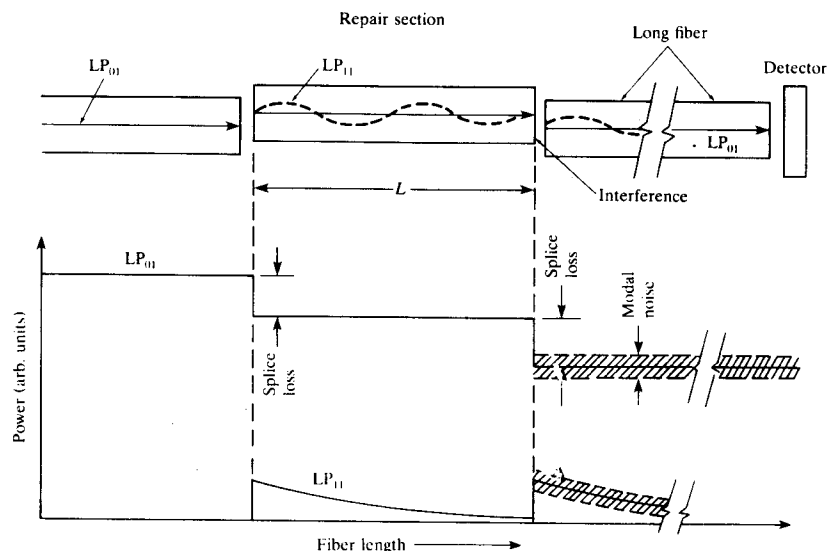 Repair section
Long fiber
LP₀₁
LP₁₁
Detector
LP₀₁
L
Interference
LP₀₁
Splice
loss
Splice
loss
Modal
noise
Power (arb. units)
LP₁₁
Fiber length